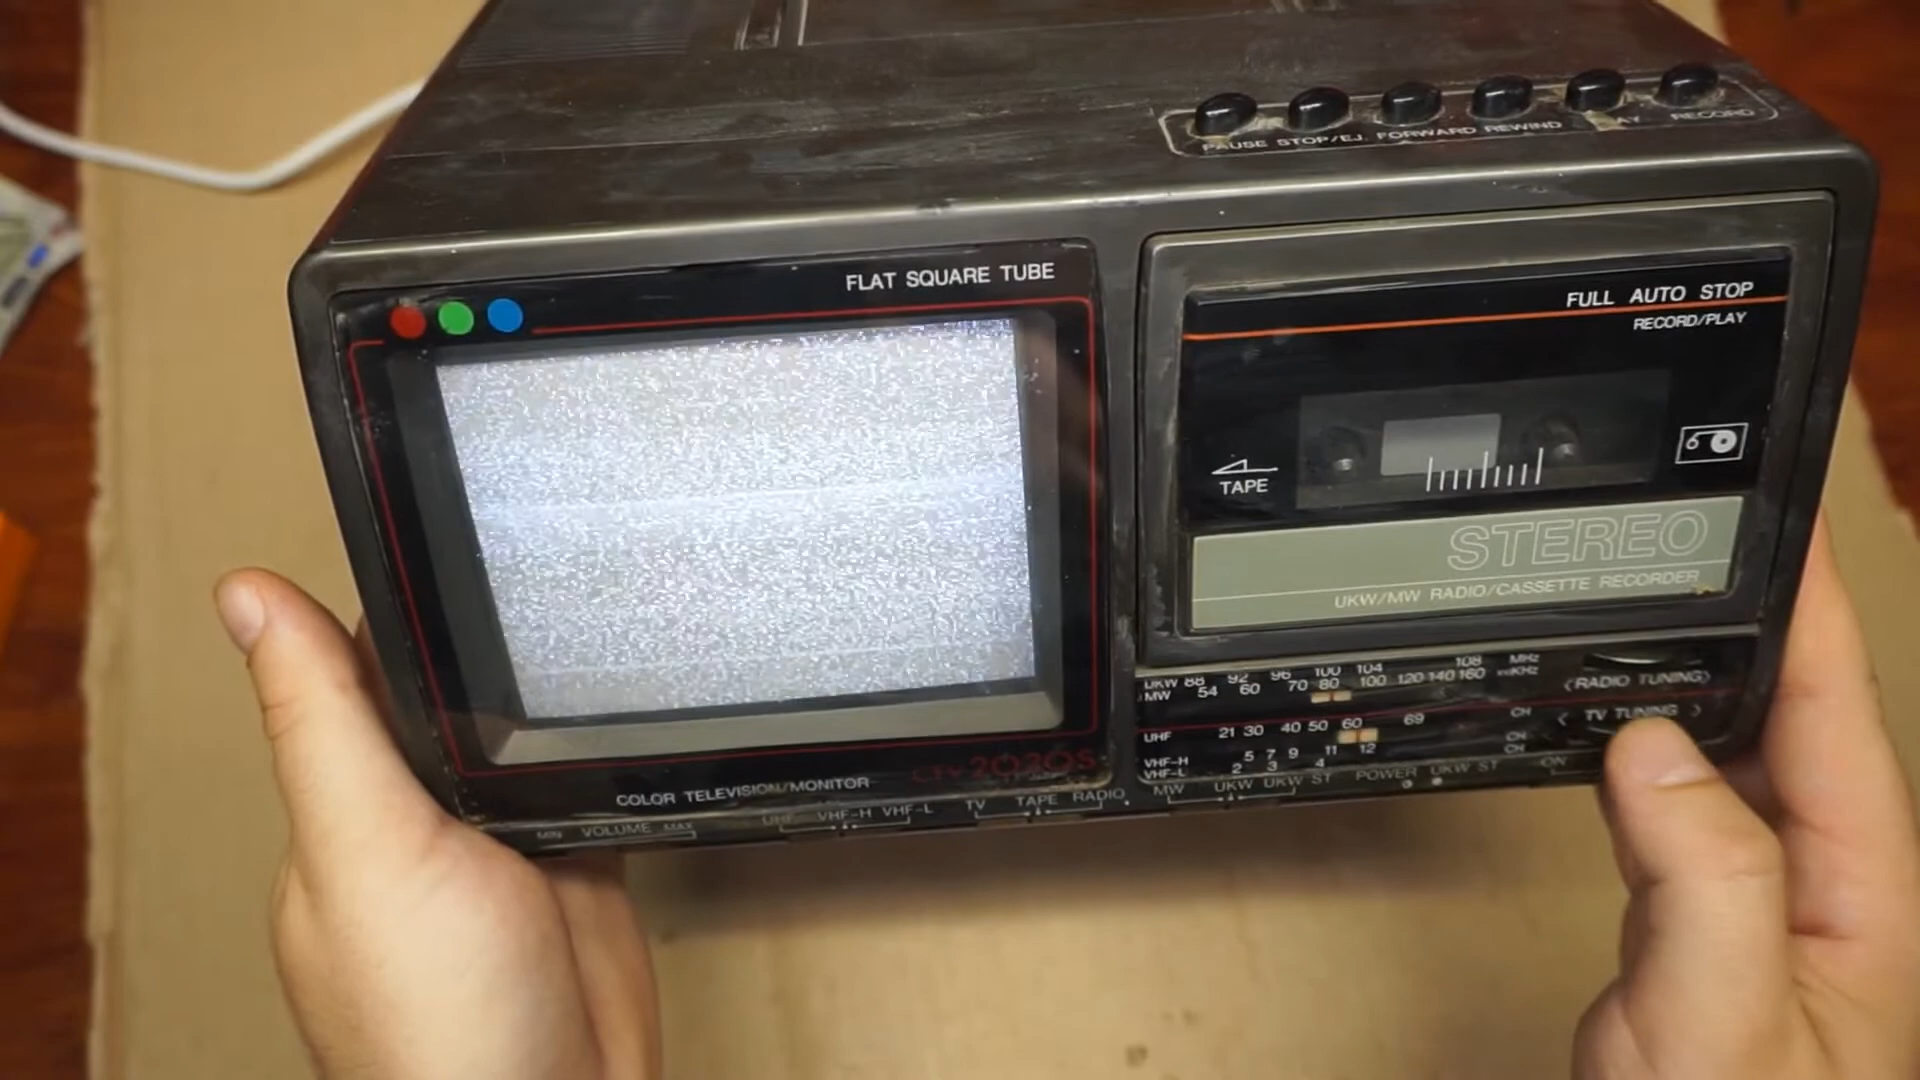 PAUSE STOP/EJ. FORWARD REWIND AY RECORD
FLAT SQUARE TUBE
FULL AUTO STOP
RECORD/PLAY
TAPE
STEREO
UKW/MW RADIO/CASSETTE RECORDER
UKW 88 92 96 100 104 108 MHz
MW 54 60 70 80 100 120 140 160 KHz
‹RADIO TUNING›
‹ TV TUNING ›
UHF 21 30 40 50 60 69 CH
VHF-H 5 7 9 11 12 CH
VHF-L 2 3 4 CH
CTV 2020S
COLOR TELEVISION/MONITOR
MIN VOLUME MAX
UHF VHF-H VHF-L
TV TAPE RADIO
MW UKW UKW ST
POWER UKW ST
ON